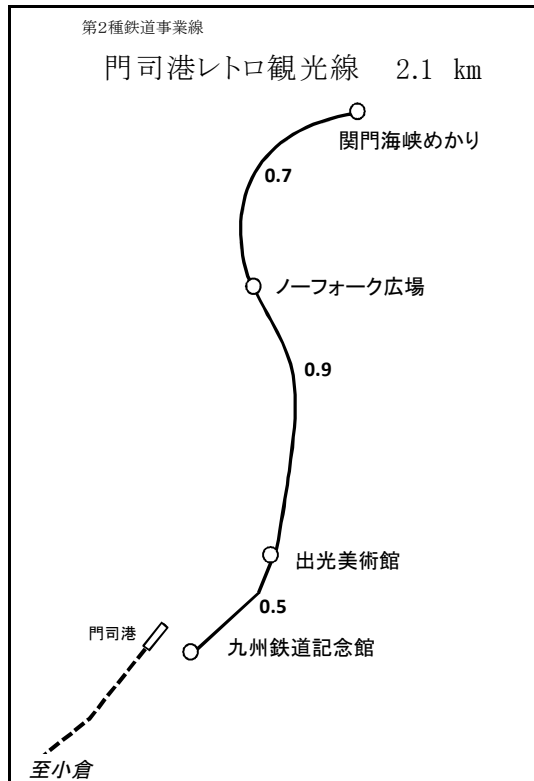 第2種鉄道事業線
門司港レトロ観光線 2.1 km
関門海峡めかり
0.7
ノーフォーク広場
0.9
出光美術館
0.5
門司港
九州鉄道記念館
至小倉